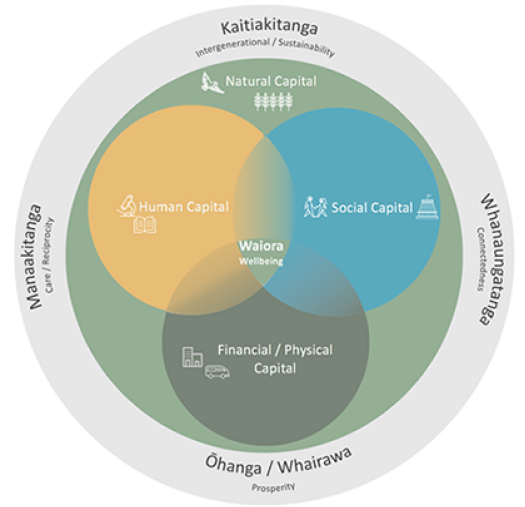 Kaitiakitanga
Intergenerational / Sustainability
Natural Capital
Human Capital
Social Capital
Manaakitanga
Care / Reciprocity
Whanaungatanga
Connectedness
Waiora
Wellbeing
Financial / Physical
Capital
Ōhanga / Whairawa
Prosperity